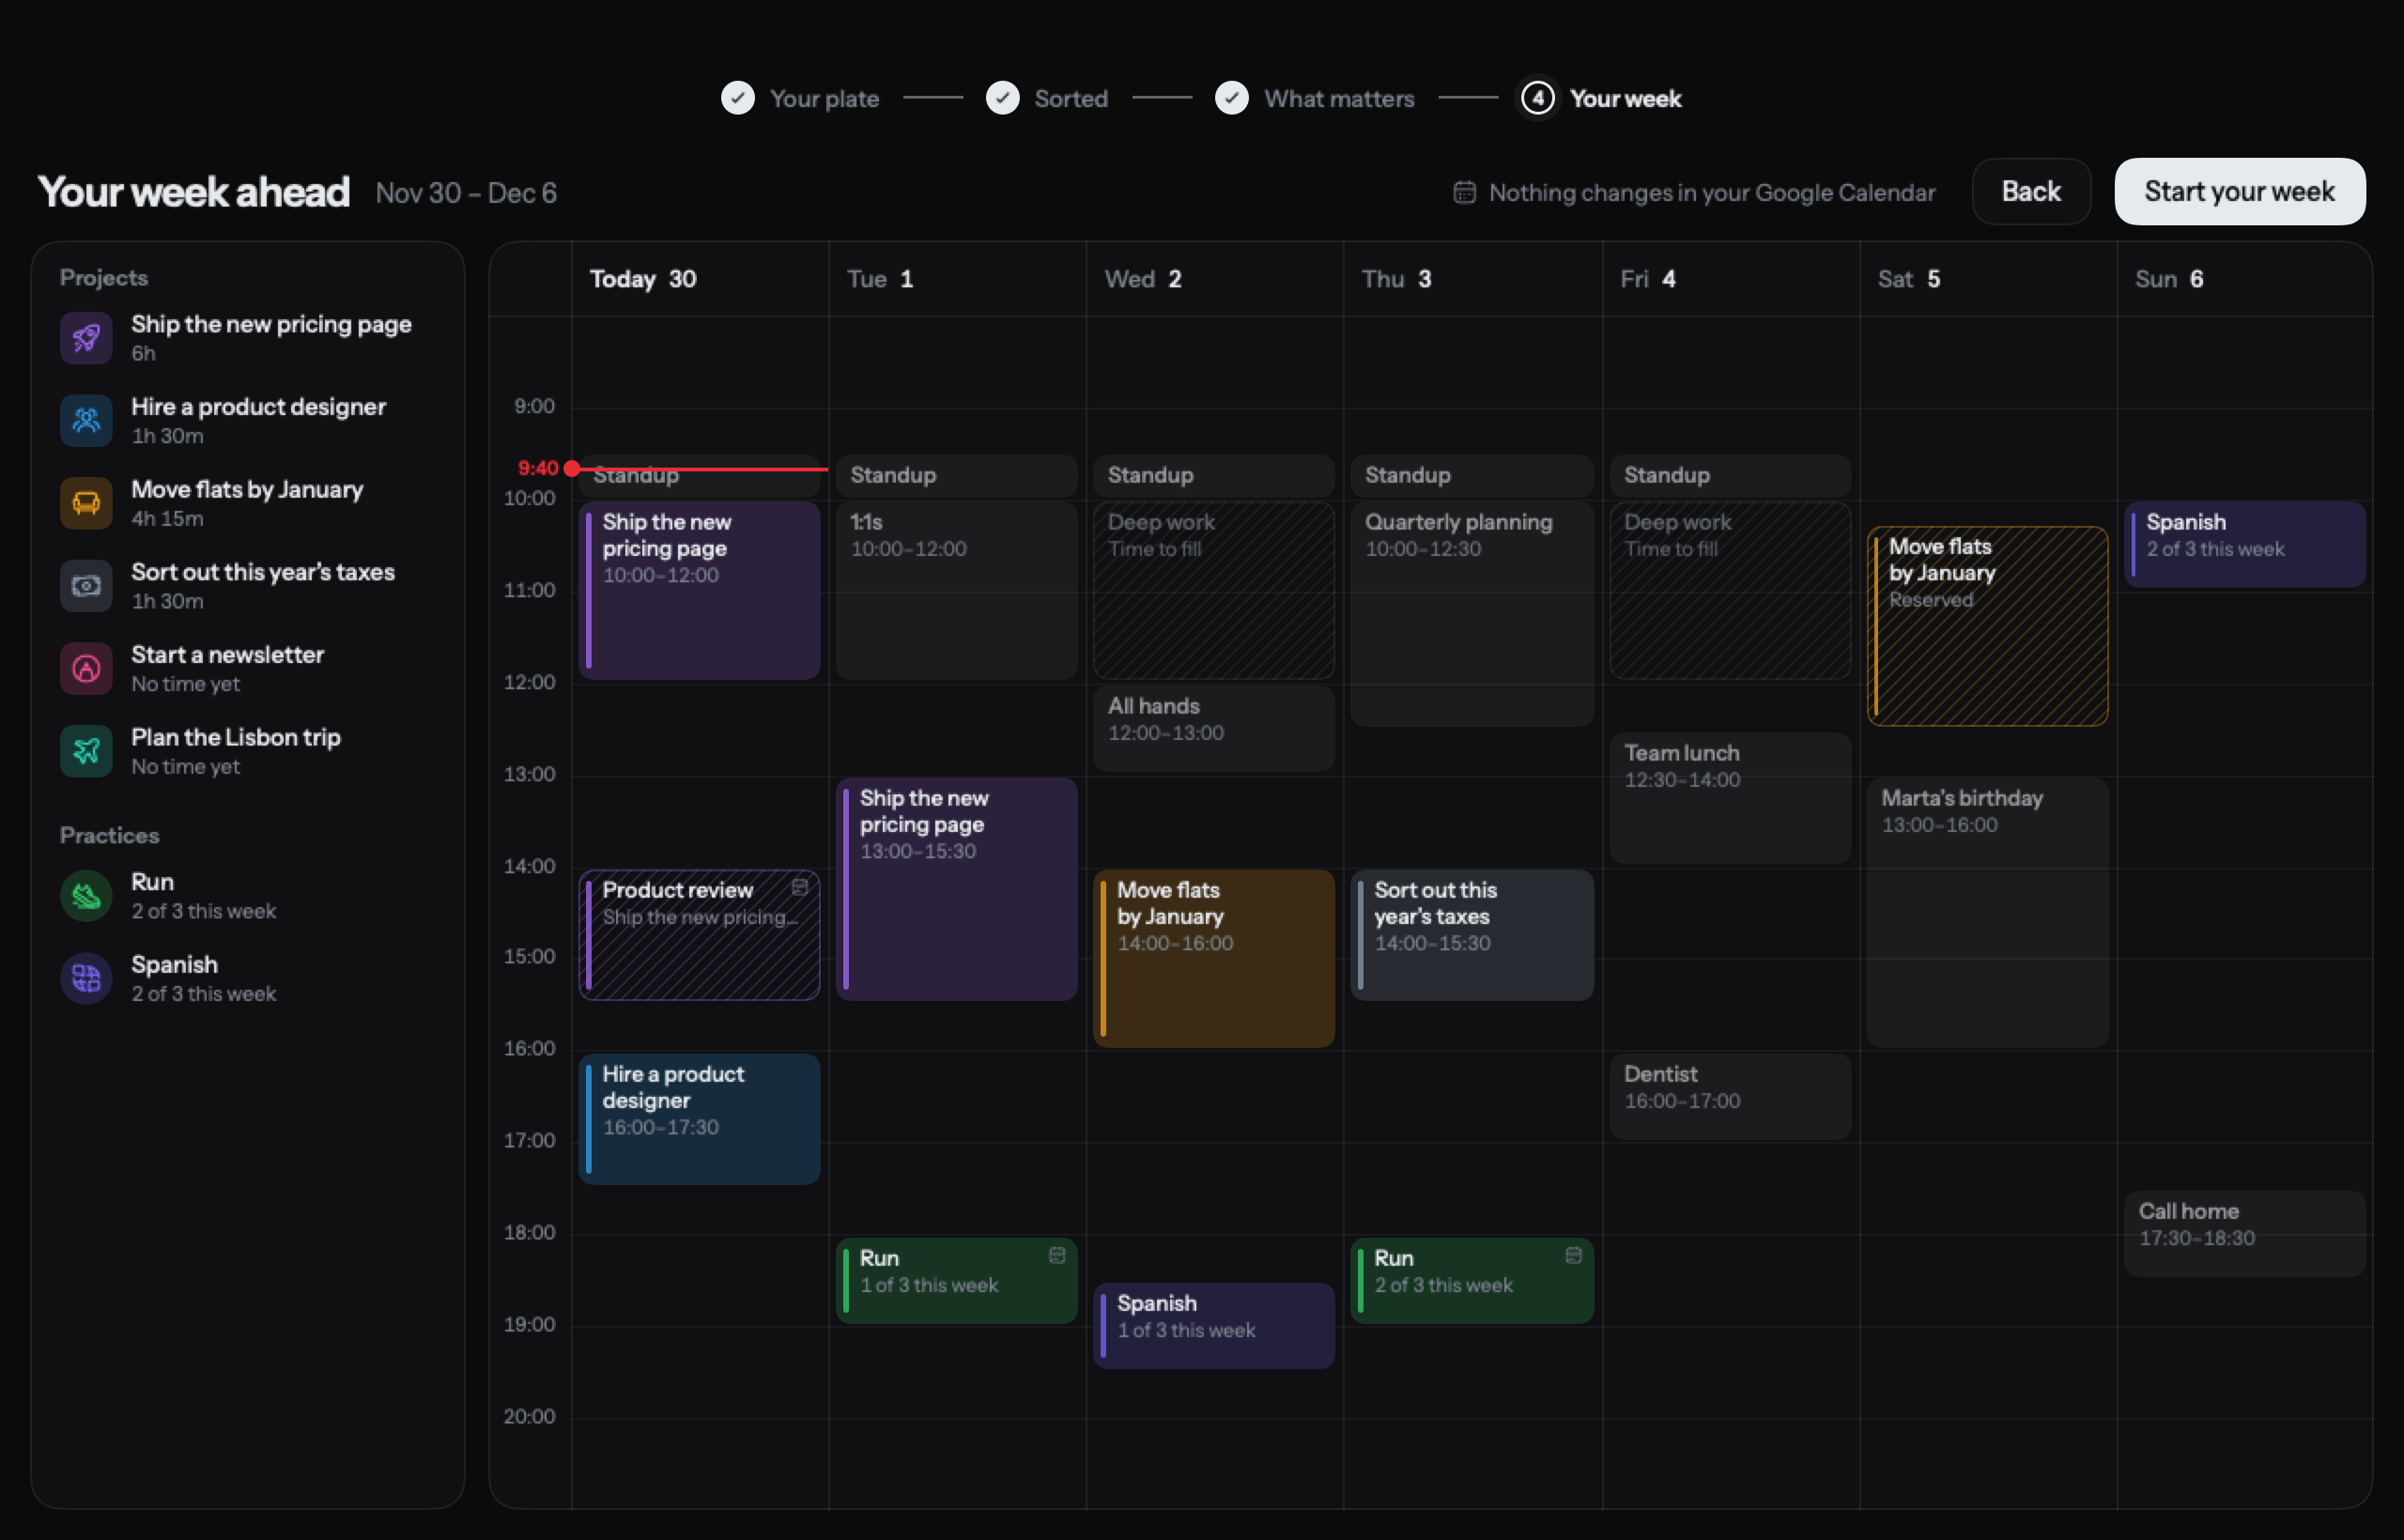 Your plate
Sorted
What matters
4 Your week
Your week ahead Nov 30 – Dec 6
Nothing changes in your Google Calendar
Back
Start your week
Projects
Ship the new pricing page
6h
Hire a product designer
1h 30m
Move flats by January
4h 15m
Sort out this year’s taxes
1h 30m
Start a newsletter
No time yet
Plan the Lisbon trip
No time yet
Practices
Run
2 of 3 this week
Spanish
2 of 3 this week
Today 30
Tue 1
Wed 2
Thu 3
Fri 4
Sat 5
Sun 6
9:00
9:40
10:00
11:00
12:00
13:00
14:00
15:00
16:00
17:00
18:00
19:00
20:00
Standup
Ship the new
pricing page
10:00–12:00
Product review
Ship the new pricing...
Hire a product
designer
16:00–17:30
Standup
1:1s
10:00–12:00
Ship the new
pricing page
13:00–15:30
Run
1 of 3 this week
Standup
Deep work
Time to fill
All hands
12:00–13:00
Move flats
by January
14:00–16:00
Spanish
1 of 3 this week
Standup
Quarterly planning
10:00–12:30
Sort out this
year’s taxes
14:00–15:30
Run
2 of 3 this week
Standup
Deep work
Time to fill
Team lunch
12:30–14:00
Dentist
16:00–17:00
Move flats
by January
Reserved
Marta’s birthday
13:00–16:00
Spanish
2 of 3 this week
Call home
17:30–18:30